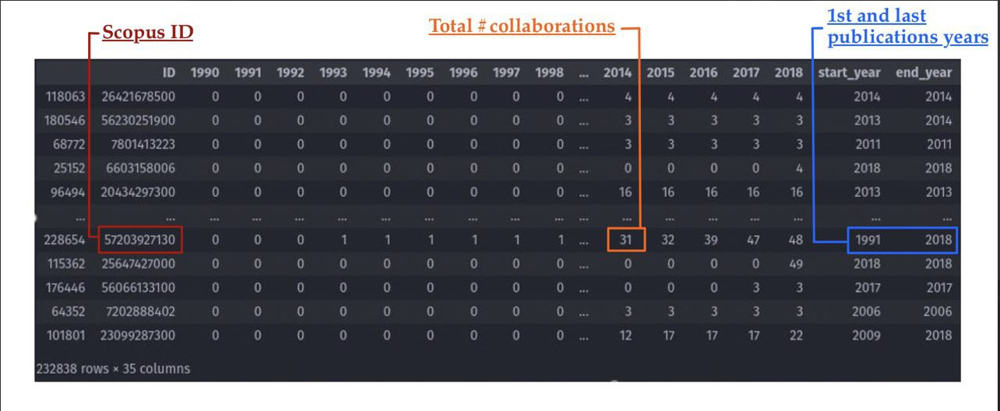 Scopus ID
Total # collaborations
1st and last
publications years
ID 1990 1991 1992 1993 1994 1995 1996 1997 1998 ... 2014 2015 2016 2017 2018 start_year end_year
118063 26421678500 0 0 0 0 0 0 0 0 0 ... 4 4 4 4 4 2014 2014
180546 56230251900 0 0 0 0 0 0 0 0 0 ... 3 3 3 3 3 2013 2014
68772 7801413223 0 0 0 0 0 0 0 0 0 ... 3 3 3 3 3 2011 2011
25152 6603158006 0 0 0 0 0 0 0 0 0 ... 0 0 0 0 4 2018 2018
96494 20434297300 0 0 0 0 0 0 0 0 0 ... 16 16 16 16 16 2013 2013
... ... ... ... ... ... ... ... ... ... ... ... ... ... ... ... ... ... ...
228654 57203927130 0 0 0 1 1 1 1 1 1 ... 31 32 39 47 48 1991 2018
115362 25647427000 0 0 0 0 0 0 0 0 0 ... 0 0 0 0 49 2018 2018
176446 56066133100 0 0 0 0 0 0 0 0 0 ... 0 0 0 3 3 2017 2017
64352 7202888402 0 0 0 0 0 0 0 0 0 ... 3 3 3 3 3 2006 2006
101801 23099287300 0 0 0 0 0 0 0 0 0 ... 12 17 17 17 22 2009 2018
232838 rows × 35 columns